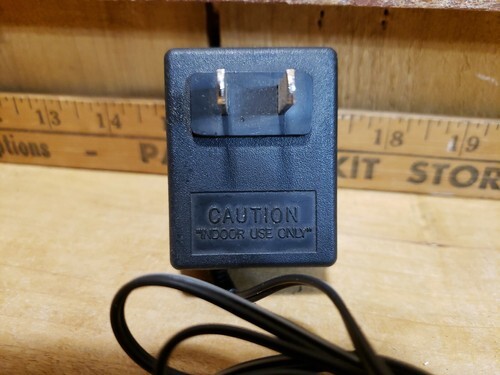 13 14 18 19
ptions - PA KIT STOR
CAUTION
"INDOOR USE ONLY"